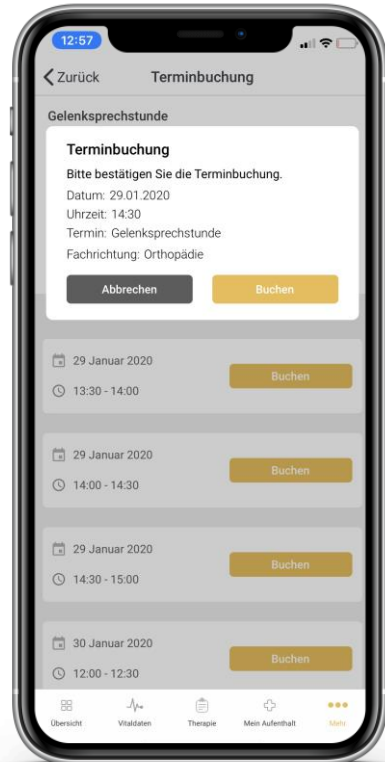 12:57
Zurück Terminbuchung
Gelenksprechstunde
Terminbuchung
Bitte bestätigen Sie die Terminbuchung.
Datum: 29.01.2020
Uhrzeit: 14:30
Termin: Gelenksprechstunde
Fachrichtung: Orthopädie
Abbrechen Buchen
29 Januar 2020
Buchen
13:30 - 14:00
29 Januar 2020
Buchen
14:00 - 14:30
29 Januar 2020
Buchen
14:30 - 15:00
30 Januar 2020
Buchen
12:00 - 12:30
Übersicht Vitaldaten Therapie Mein Aufenthalt Mehr